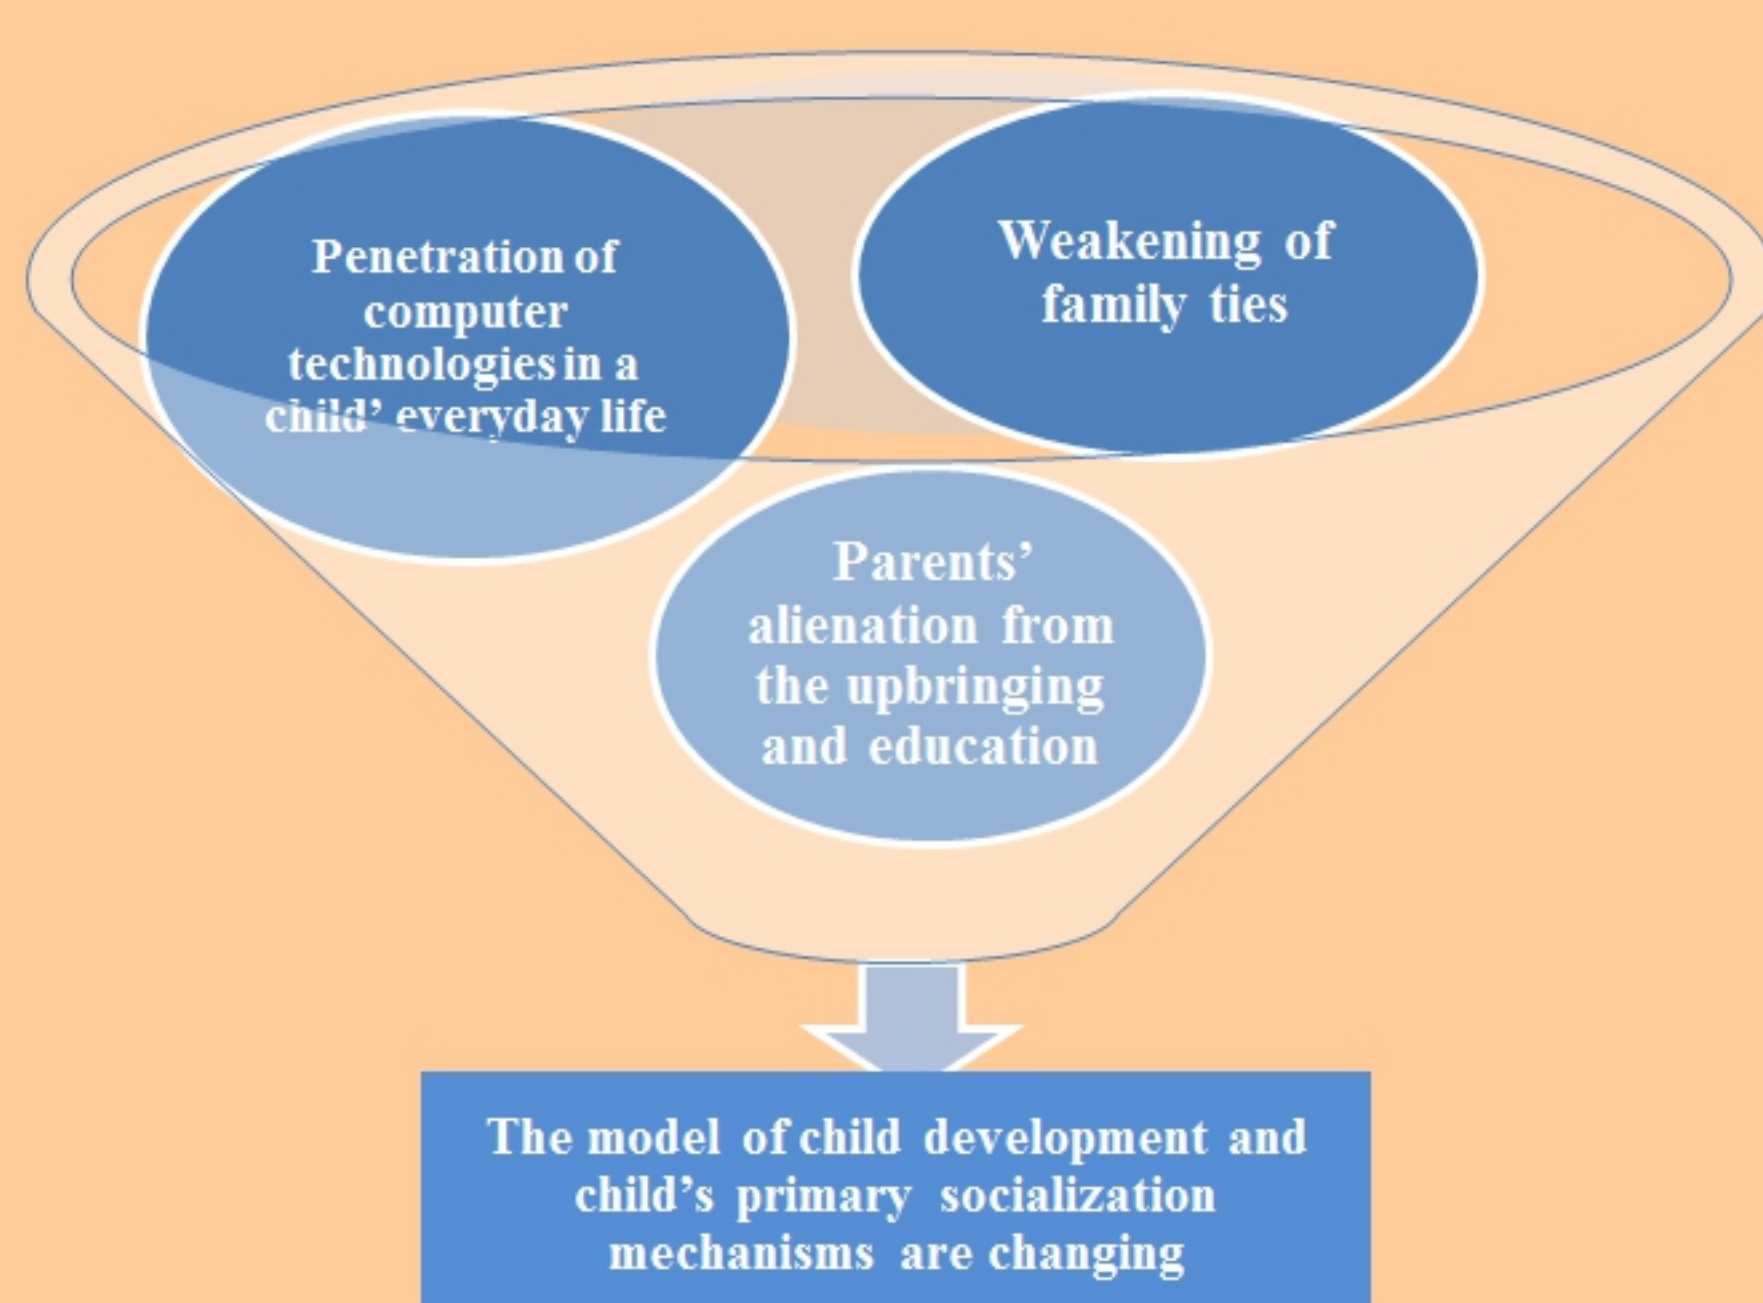 Penetration of
computer
technologies in a
child’ everyday life
Weakening of
family ties
Parents’
alienation from
the upbringing
and education
The model of child development and
child’s primary socialization
mechanisms are changing